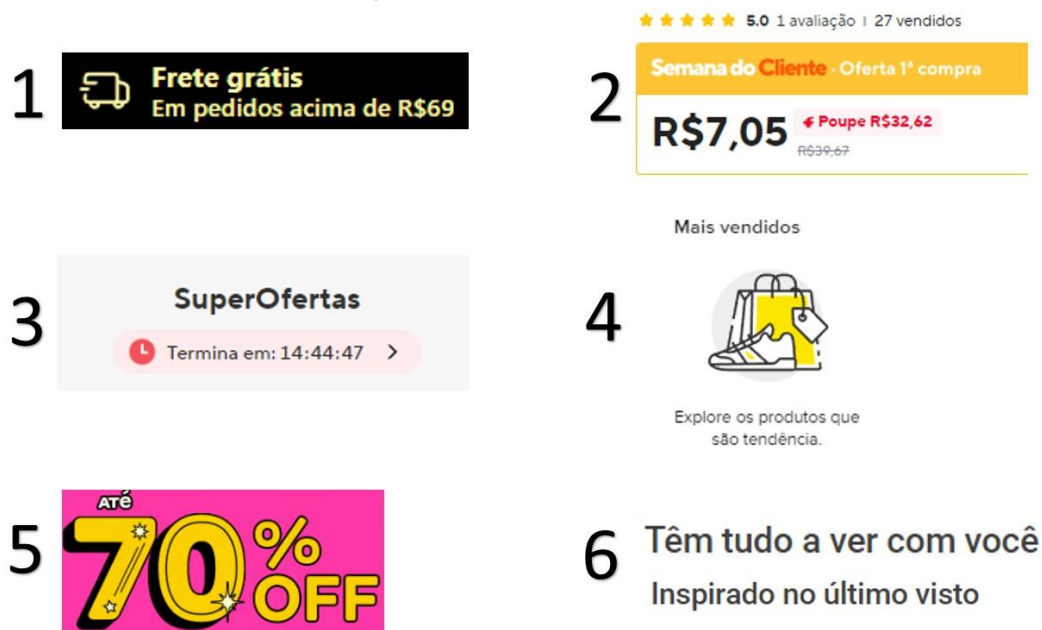 1
Frete grátis
Em pedidos acima de R$69
2
5.0 1 avaliação | 27 vendidos
Semana do Cliente · Oferta 1ª compra
R$7,05 Poupe R$32,62
R$39,67
3
SuperOfertas
Termina em: 14:44:47 >
4
Mais vendidos
Explore os produtos que
são tendência.
5
ATÉ
70%
OFF
6
Têm tudo a ver com você
Inspirado no último visto